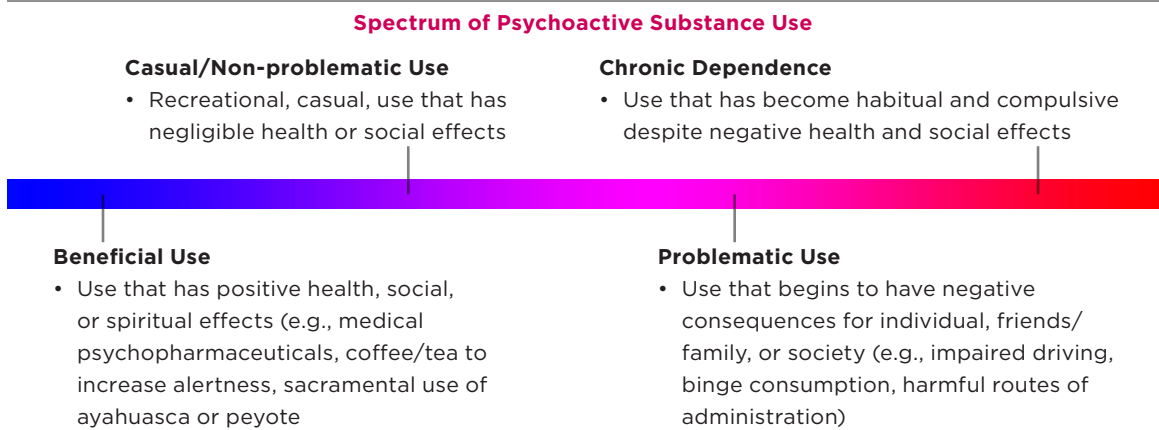 Spectrum of Psychoactive Substance Use
Casual/Non-problematic Use
• Recreational, casual, use that has
negligible health or social effects
Chronic Dependence
• Use that has become habitual and compulsive
despite negative health and social effects
Beneficial Use
• Use that has positive health, social,
or spiritual effects (e.g., medical
psychopharmaceuticals, coffee/tea to
increase alertness, sacramental use of
ayahuasca or peyote
Problematic Use
• Use that begins to have negative
consequences for individual, friends/
family, or society (e.g., impaired driving,
binge consumption, harmful routes of
administration)